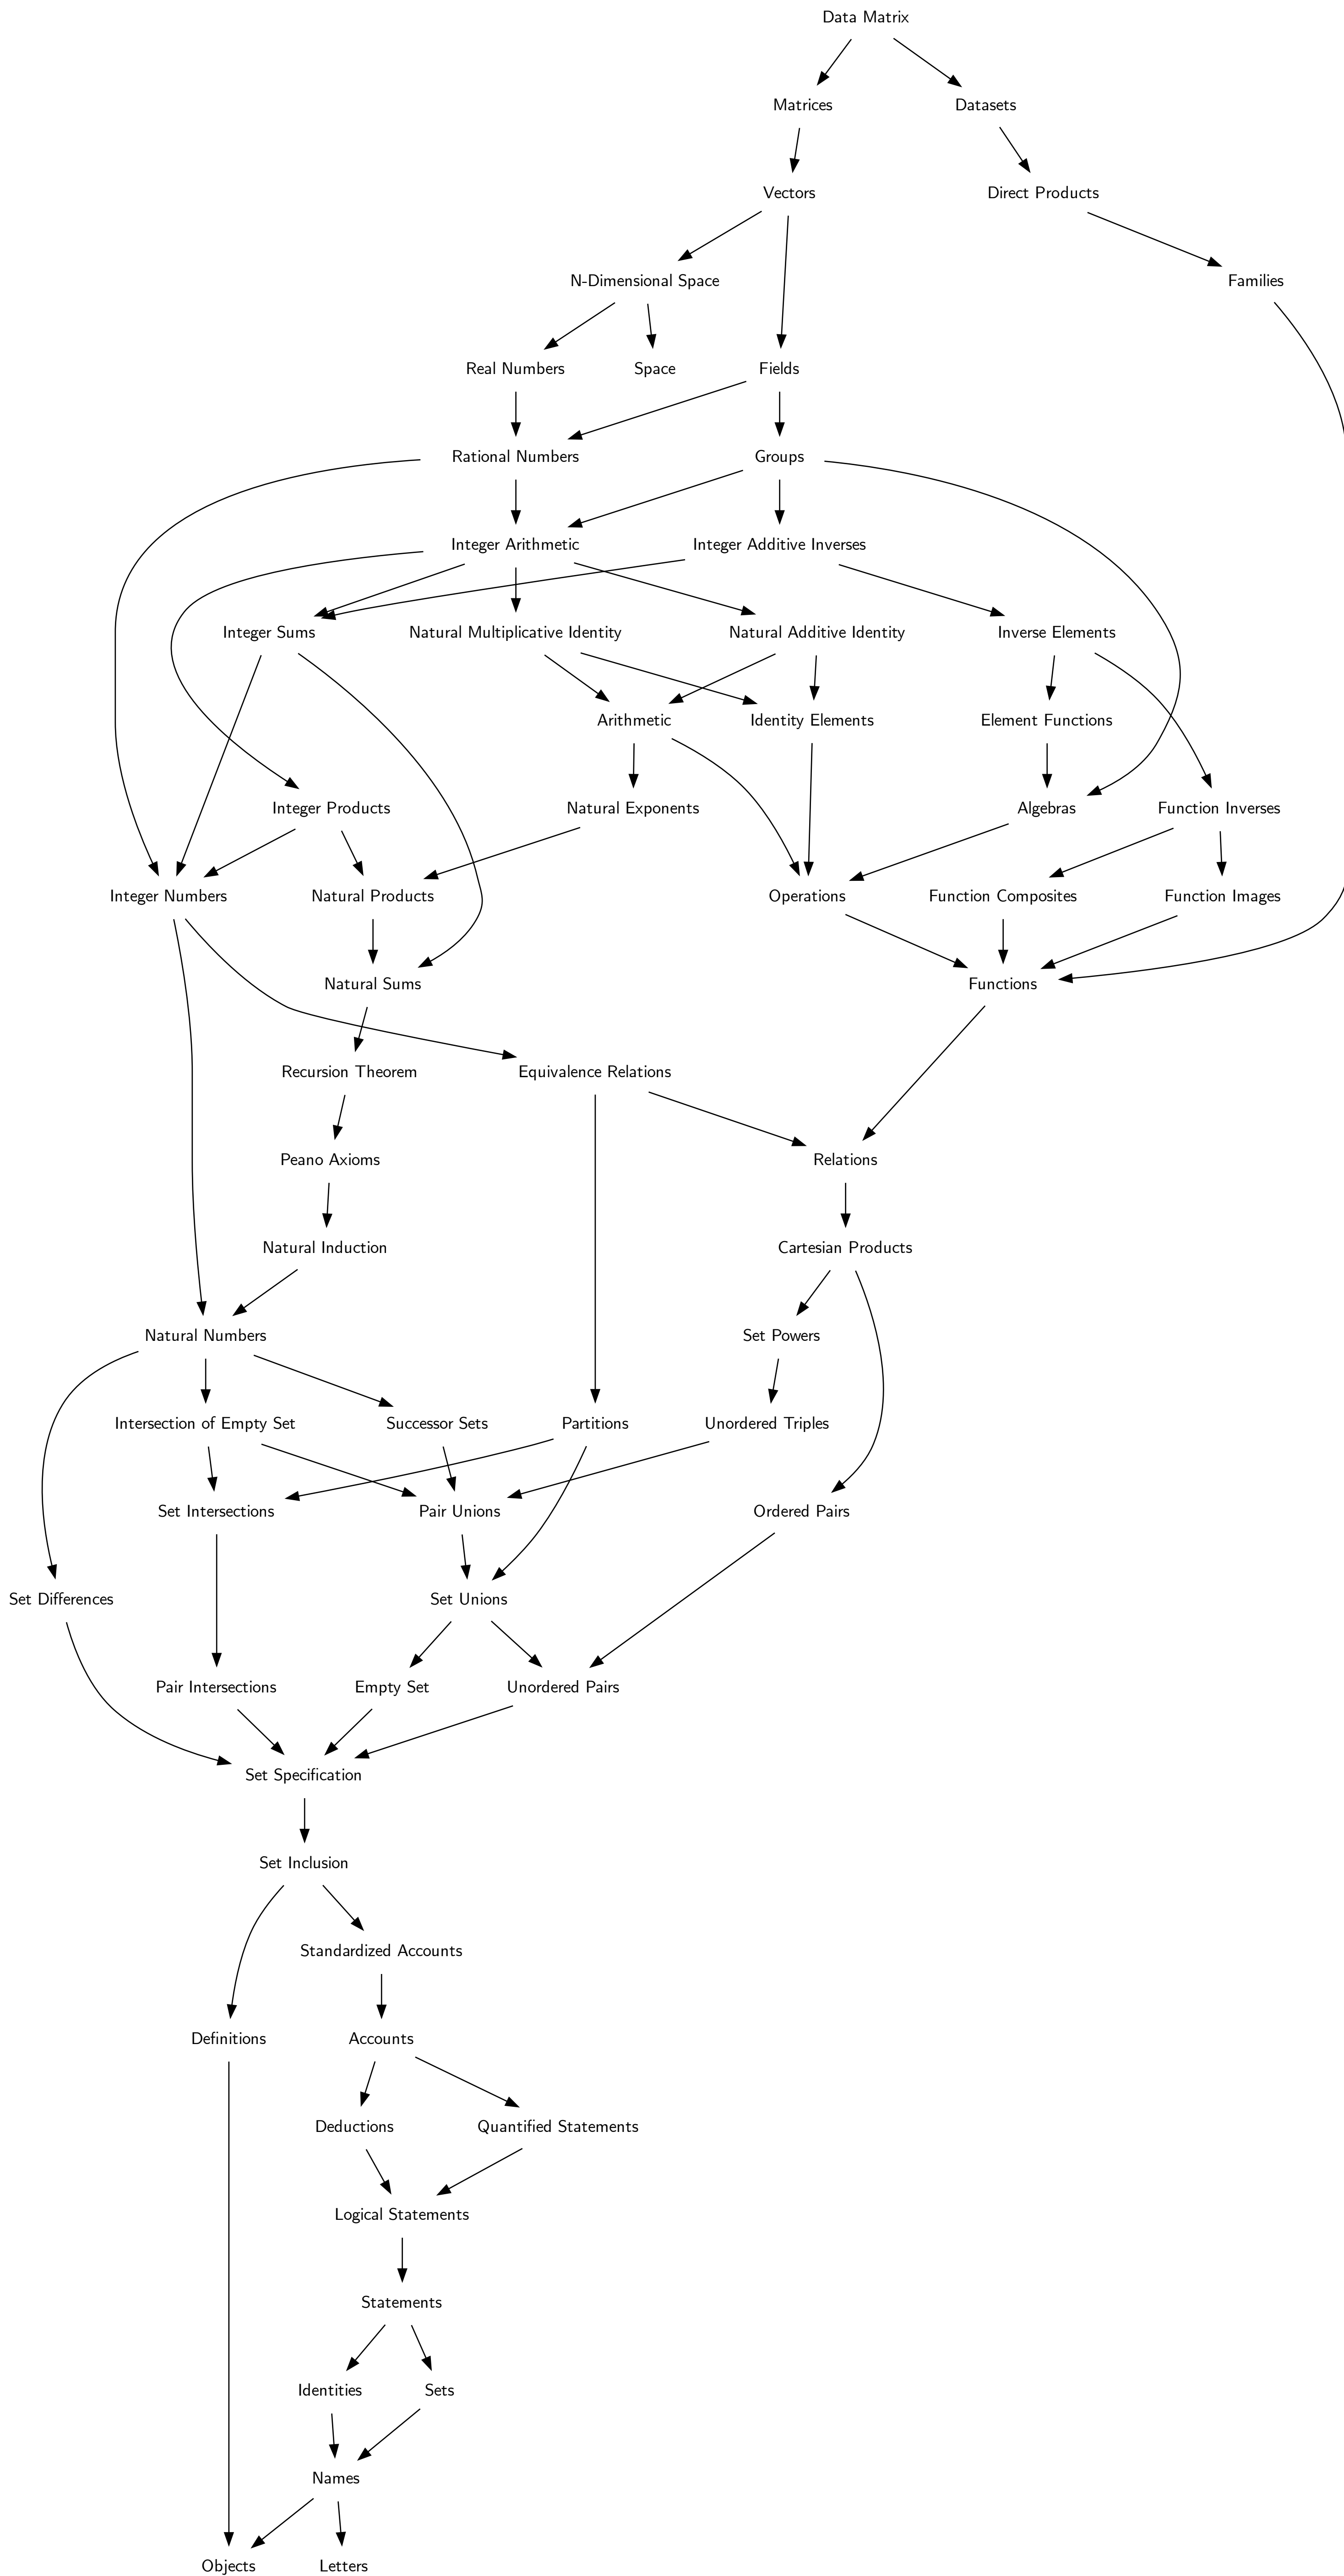 Data Matrix
Matrices
Datasets
Vectors
Direct Products
N-Dimensional Space
Families
Real Numbers
Space
Fields
Rational Numbers
Groups
Integer Arithmetic
Integer Additive Inverses
Integer Sums
Natural Multiplicative Identity
Natural Additive Identity
Inverse Elements
Arithmetic
Identity Elements
Element Functions
Integer Products
Natural Exponents
Algebras
Function Inverses
Integer Numbers
Natural Products
Operations
Function Composites
Function Images
Natural Sums
Functions
Recursion Theorem
Equivalence Relations
Peano Axioms
Relations
Natural Induction
Cartesian Products
Natural Numbers
Set Powers
Intersection of Empty Set
Successor Sets
Partitions
Unordered Triples
Set Intersections
Pair Unions
Ordered Pairs
Set Differences
Set Unions
Pair Intersections
Empty Set
Unordered Pairs
Set Specification
Set Inclusion
Standardized Accounts
Definitions
Accounts
Deductions
Quantified Statements
Logical Statements
Statements
Identities
Sets
Names
Objects
Letters